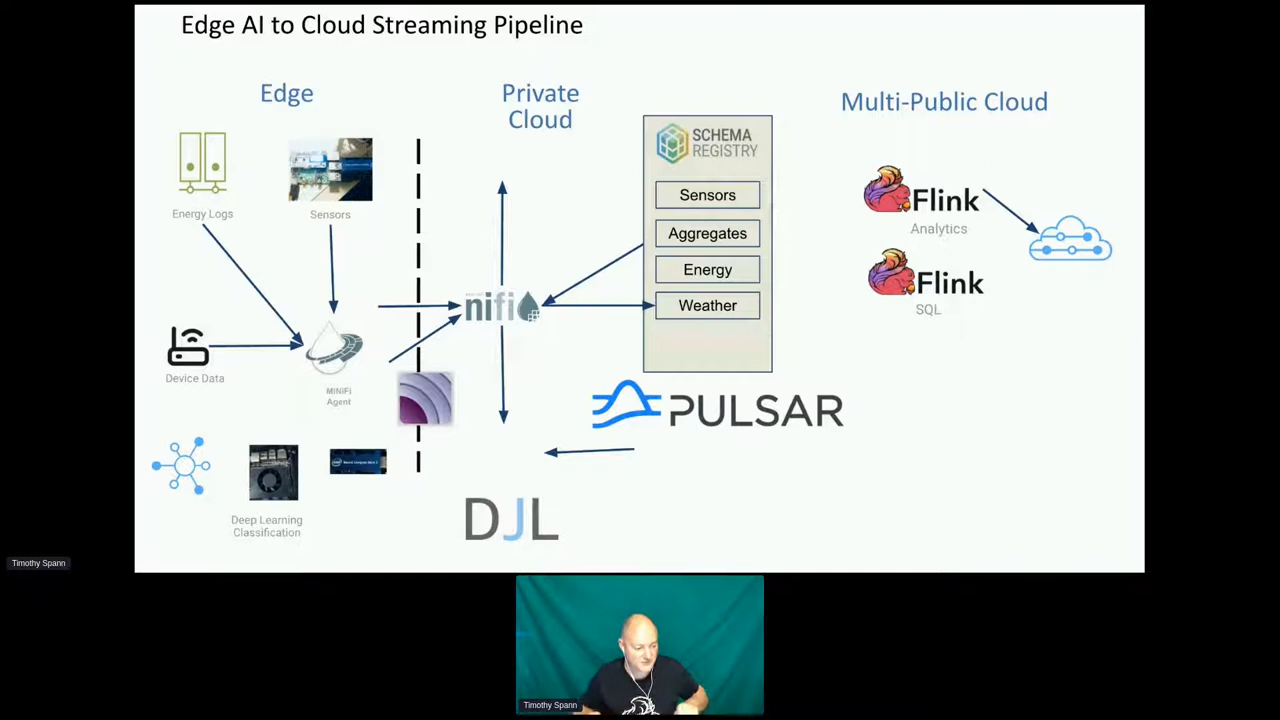 Edge AI to Cloud Streaming Pipeline
Edge
Private
Cloud
Multi-Public Cloud
SCHEMA
REGISTRY
Sensors
Aggregates
Energy
Weather
Energy Logs
Sensors
Flink
Analytics
Flink
SQL
nifi
Device Data
MiNiFi
Agent
PULSAR
Deep Learning
Classification
DJL
Timothy Spann
Timothy Spann